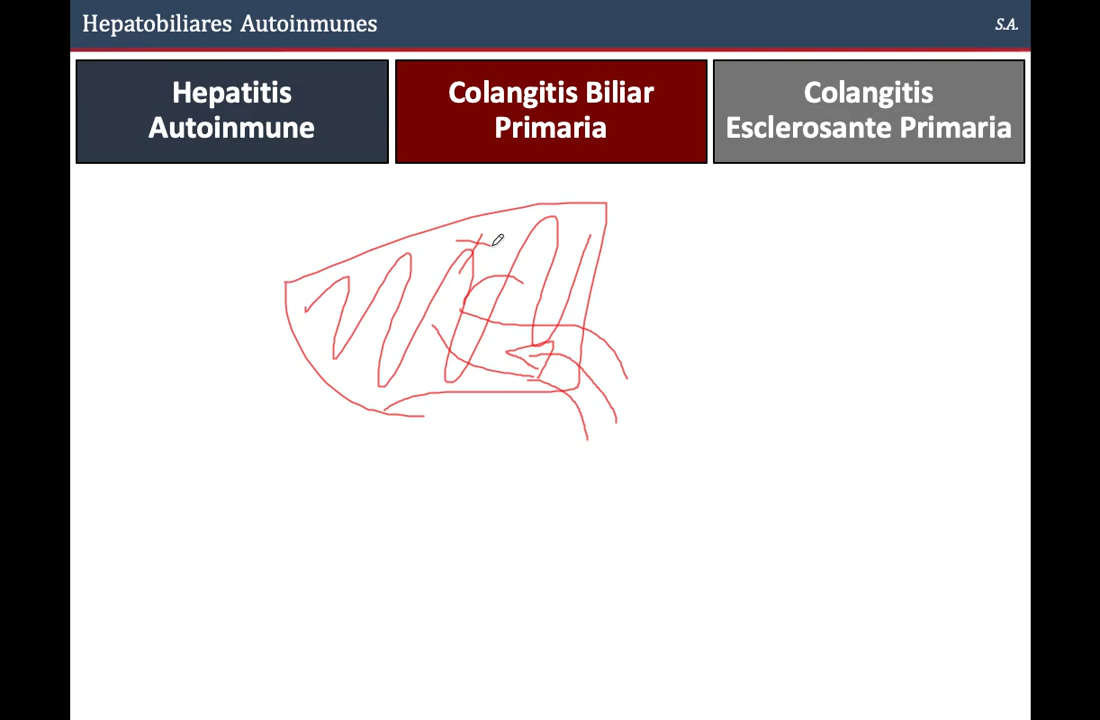 Hepatobiliares Autoinmunes
S.A.
Hepatitis
Autoinmune
Colangitis Biliar
Primaria
Colangitis
Esclerosante Primaria